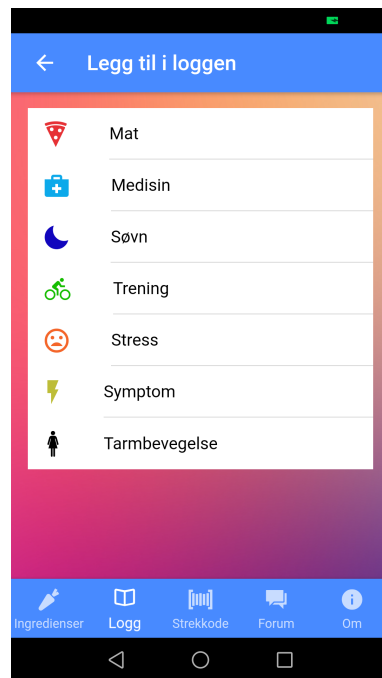 Legg til i loggen
Mat
Medisin
Søvn
Trening
Stress
Symptom
Tarmbevegelse
Ingredienser Logg Strekkode Forum Om